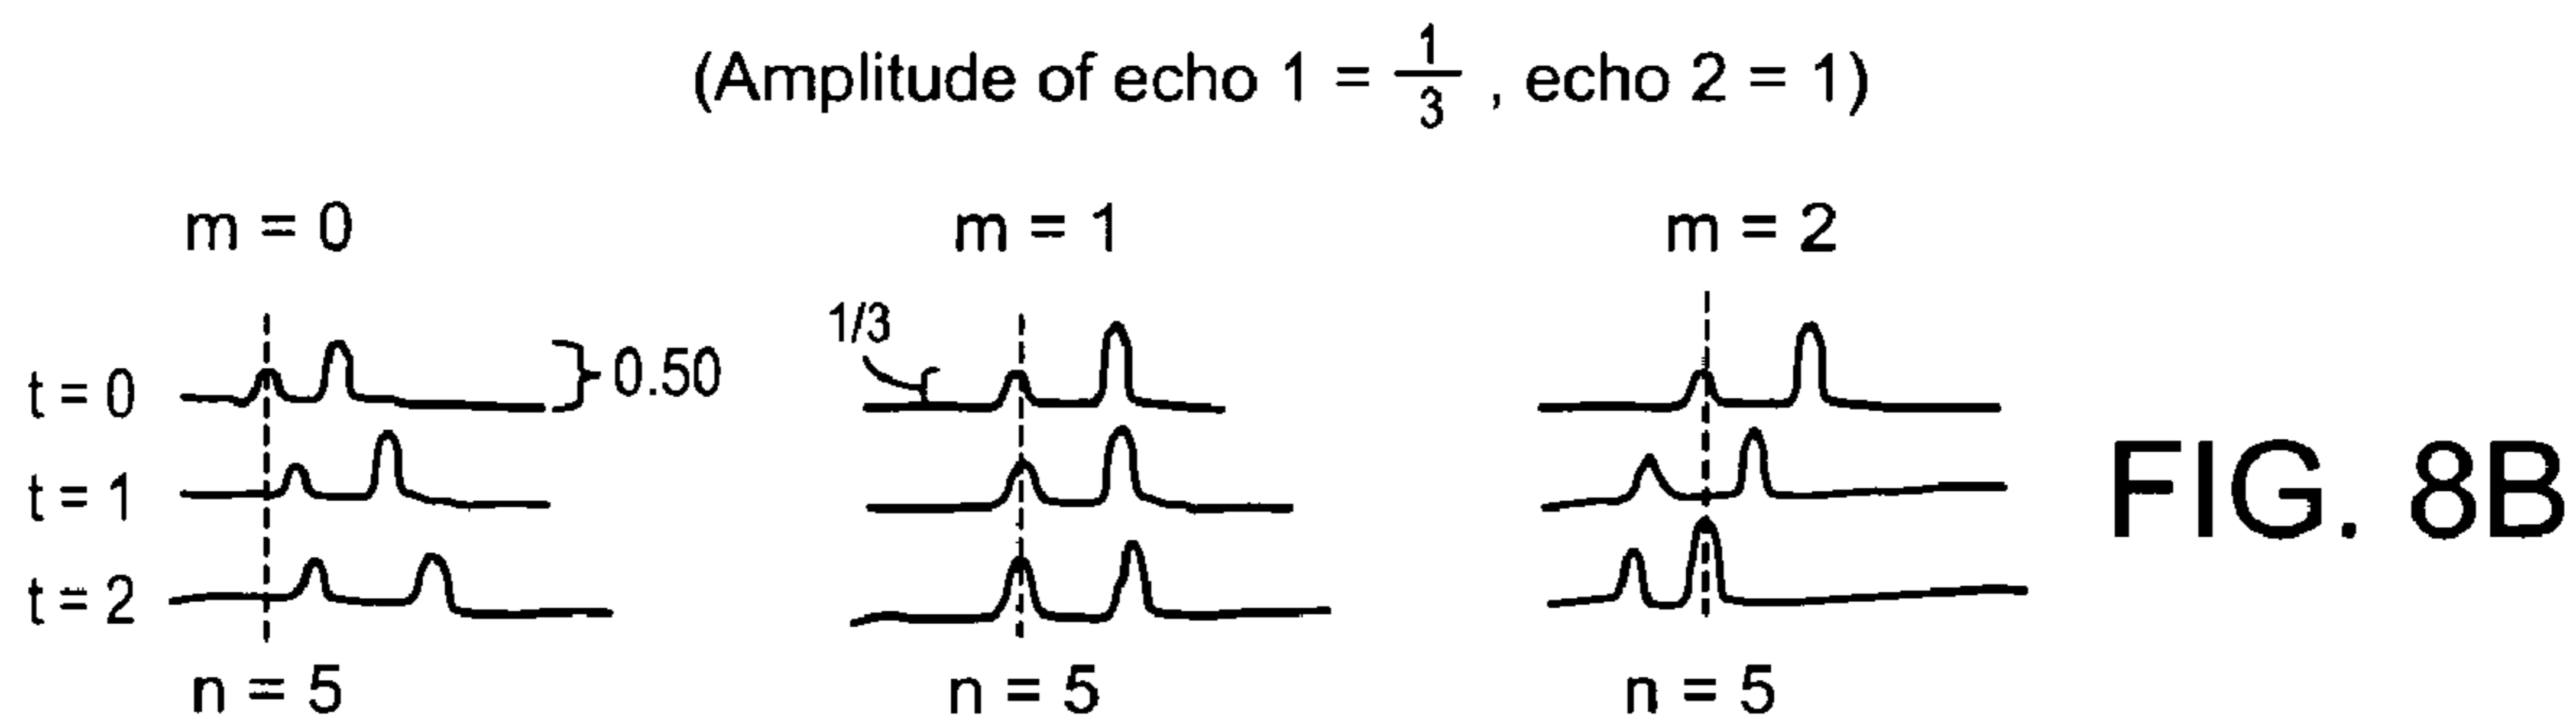 (Amplitude of echo 1 = 1/3 , echo 2 = 1)
m = 0 m = 1 m = 2
1/3
t = 0 0.50
t = 1
t = 2
n = 5 n = 5 n = 5
FIG. 8B